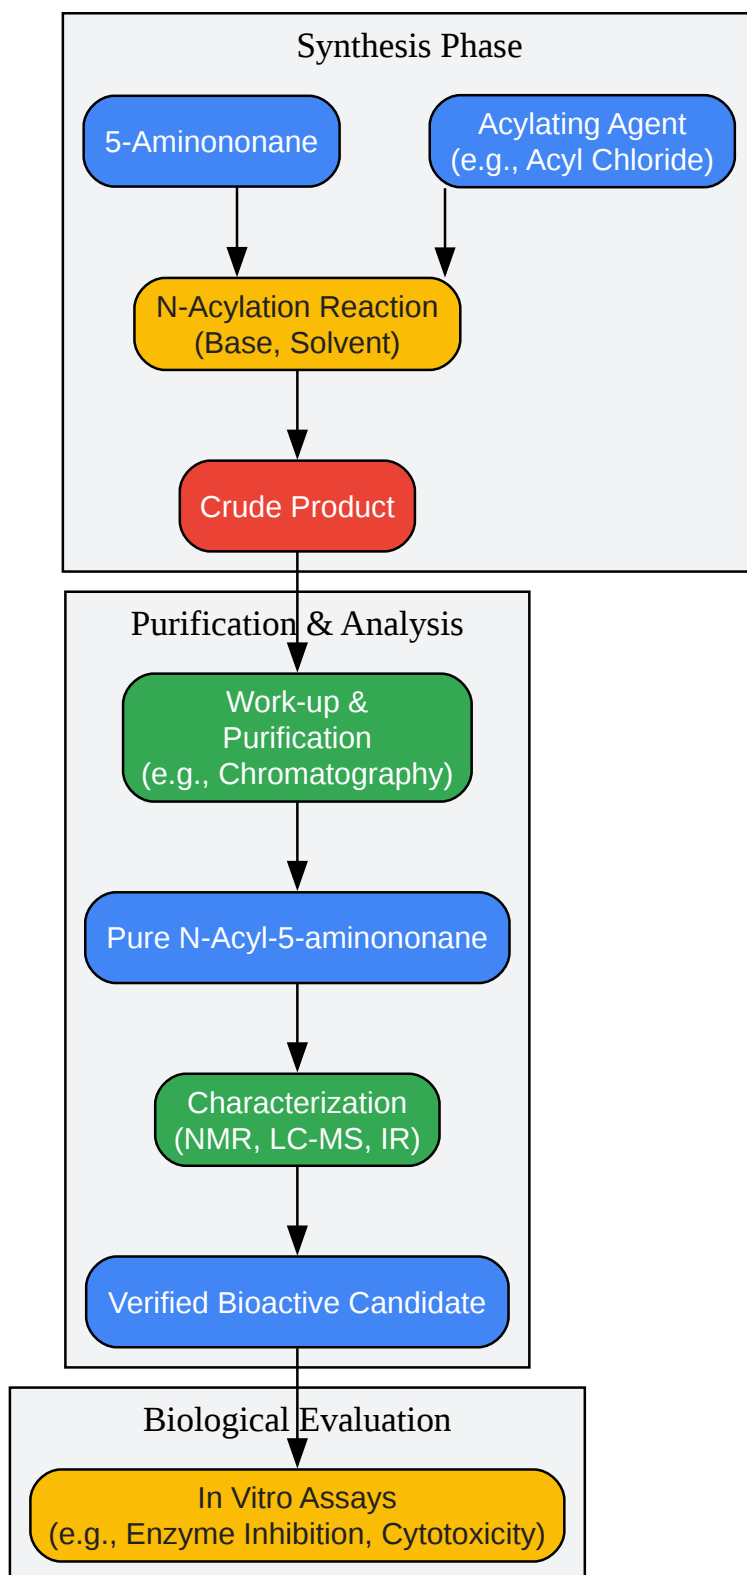 Synthesis Phase
5-Aminononane
Acylating Agent
(e.g., Acyl Chloride)
N-Acylation Reaction
(Base, Solvent)
Crude Product
Purification & Analysis
Work-up &
Purification
(e.g., Chromatography)
Pure N-Acyl-5-aminononane
Characterization
(NMR, LC-MS, IR)
Verified Bioactive Candidate
Biological Evaluation
In Vitro Assays
(e.g., Enzyme Inhibition, Cytotoxicity)